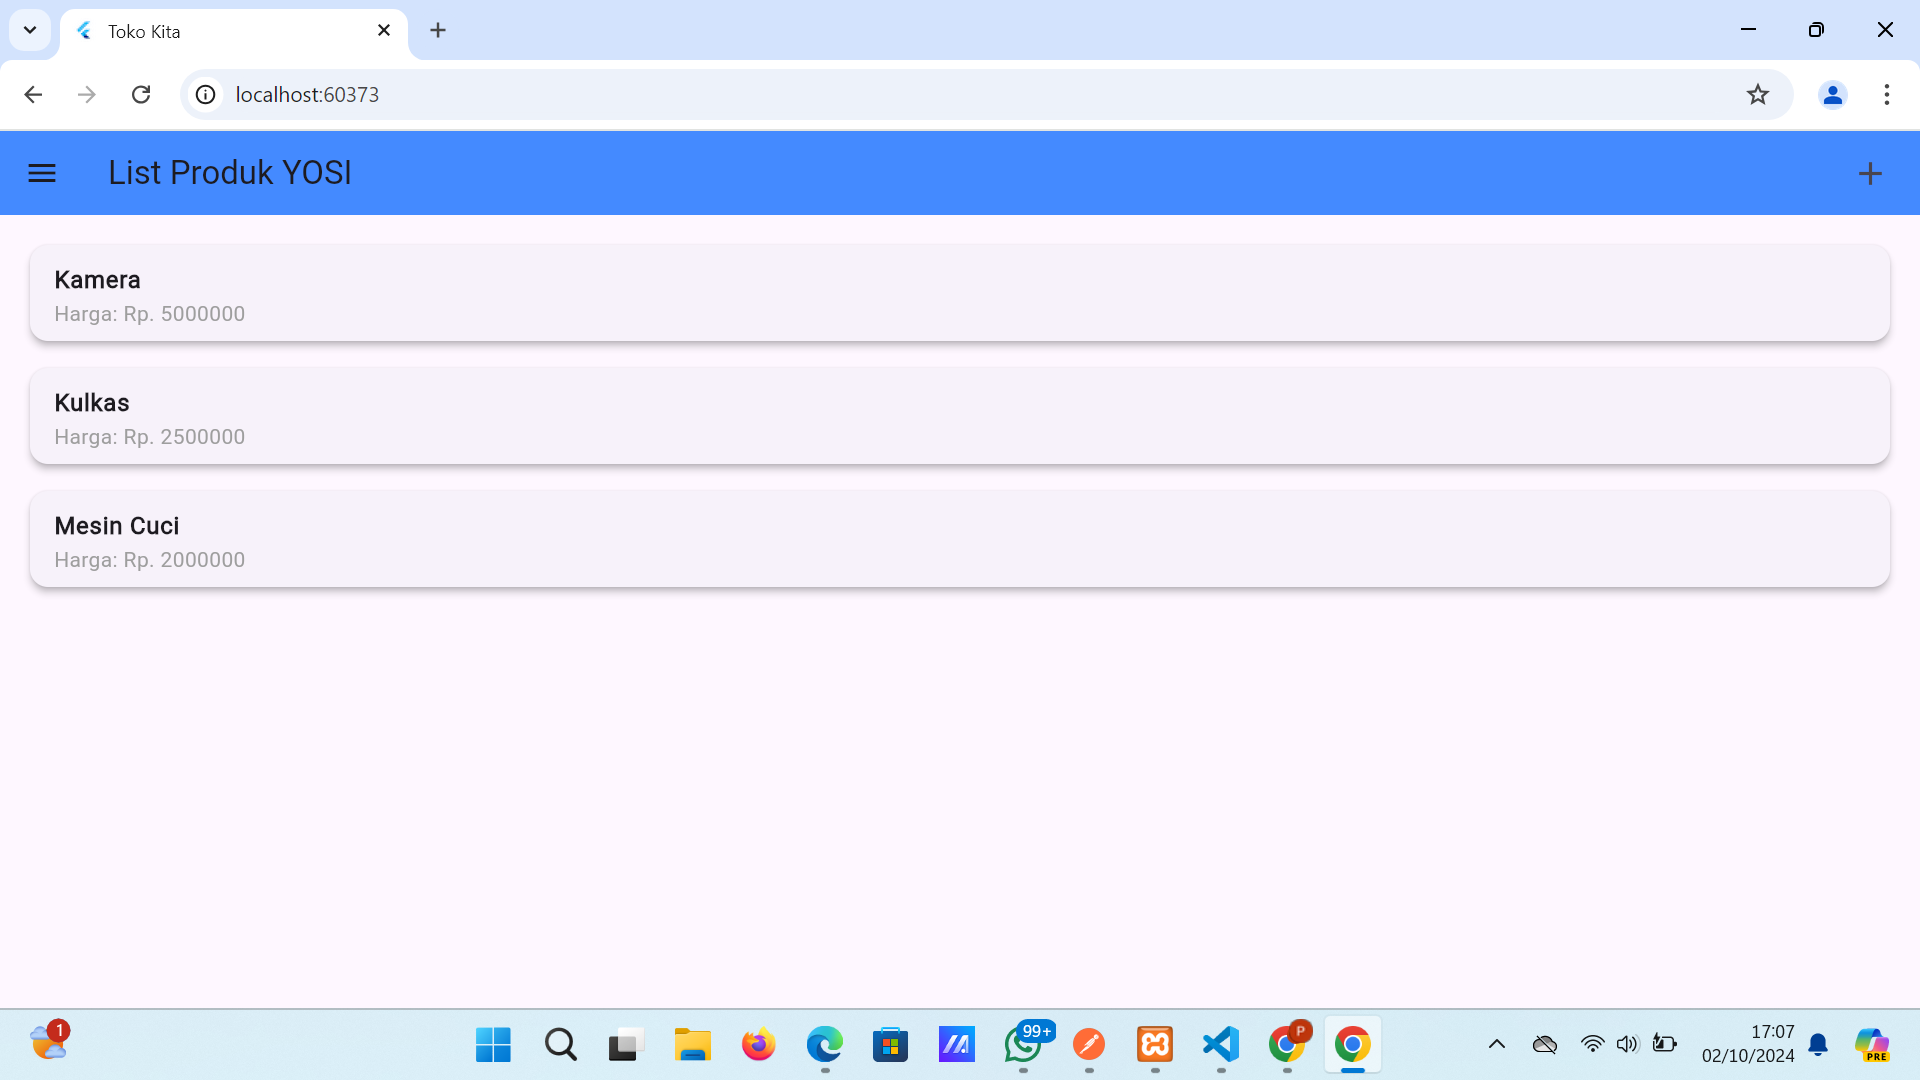 Toko Kita
localhost:60373
List Produk YOSI
Kamera
Harga: Rp. 5000000
Kulkas
Harga: Rp. 2500000
Mesin Cuci
Harga: Rp. 2000000
1
99+
P
17:07
02/10/2024
PRE